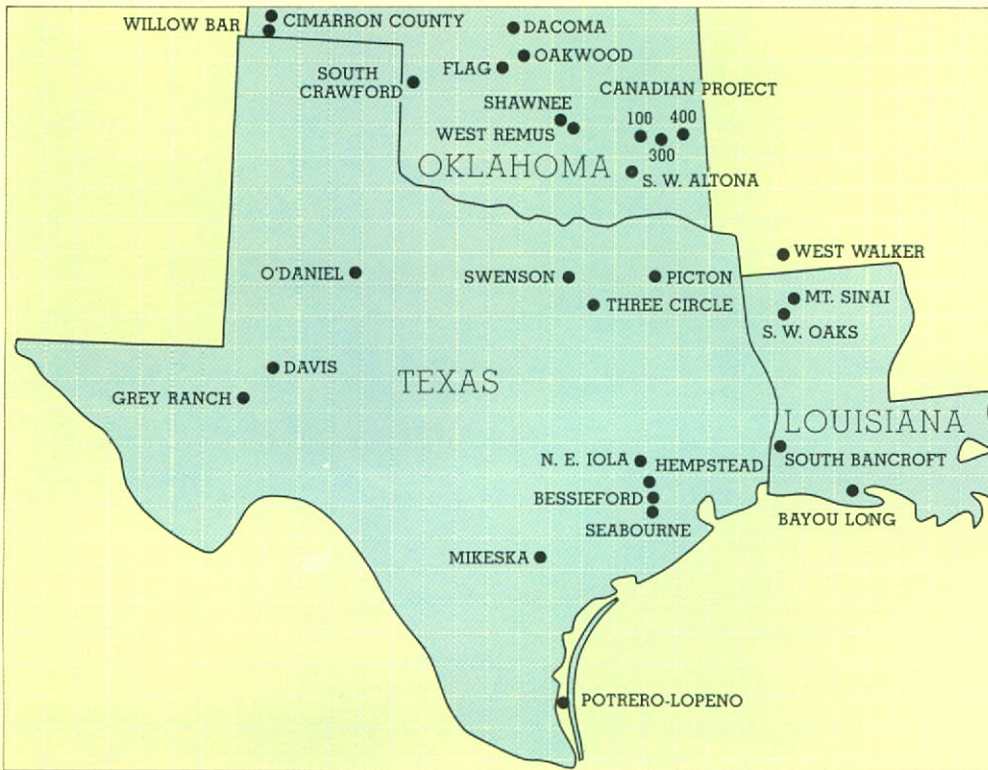 CIMARRON COUNTY
WILLOW BAR
DACOMA
OAKWOOD
FLAG
SOUTH
CRAWFORD
CANADIAN PROJECT
SHAWNEE
100
400
WEST REMUS
300
OKLAHOMA
S. W. ALTONA
WEST WALKER
O'DANIEL
SWENSON
PICTON
MT. SINAI
THREE CIRCLE
S. W. OAKS
DAVIS
TEXAS
GREY RANCH
LOUISIANA
N. E. IOLA
HEMPSTEAD
SOUTH BANCROFT
BESSIEFORD
SEABOURNE
BAYOU LONG
MIKESKA
POTRERO-LOPENO